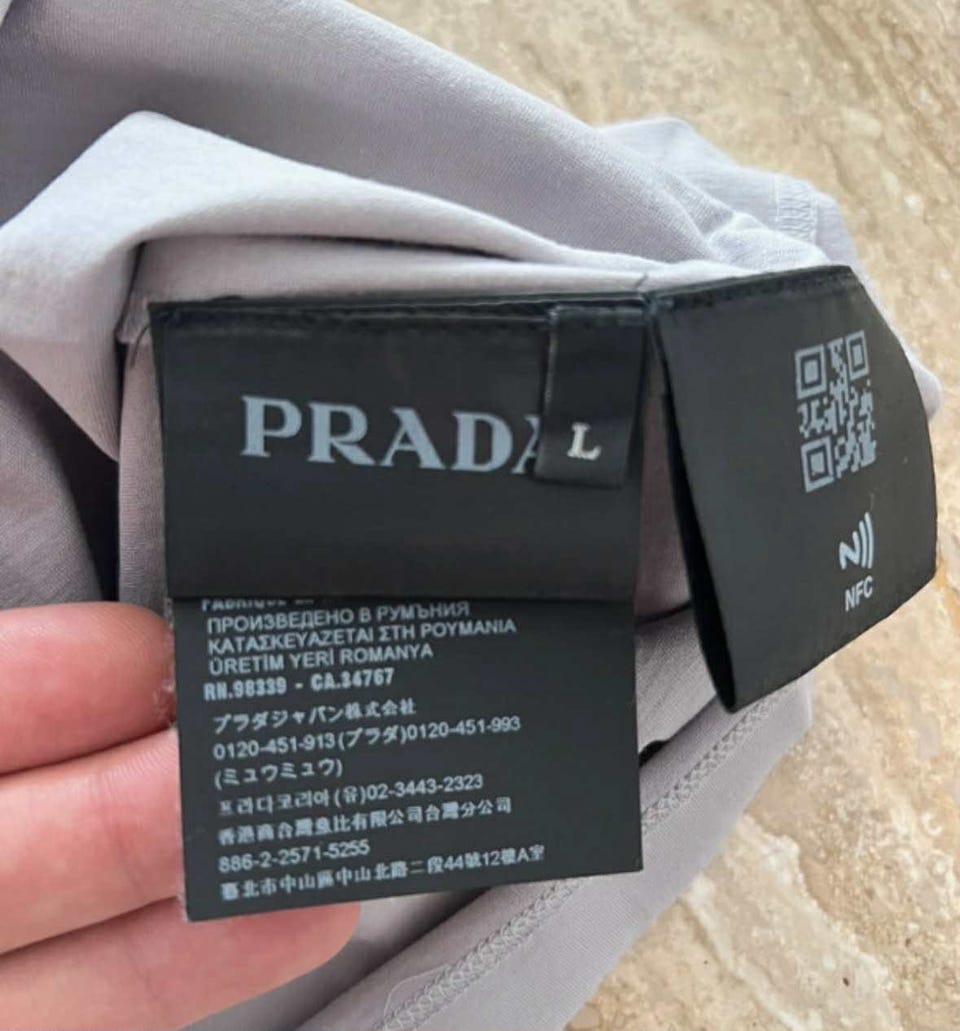 PRADA
L
NFC
ПРОИЗВЕДЕНО В РУМЪНИЯ
ΚΑΤΑΣΚΕΥΑΖΕΤΑΙ ΣΤΗ ΡΟΥΜΑΝΙΑ
ÜRETİM YERİ ROMANYA
RN.98339 - CA.34767
プラダジャパン株式会社
0120-451-913(プラダ)0120-451-993
(ミュウミュウ)
프라다코리아(유)02-3443-2323
香港商台灣意比有限公司台灣分公司
886-2-2571-5255
臺北市中山區中山北路二段44號12樓A室